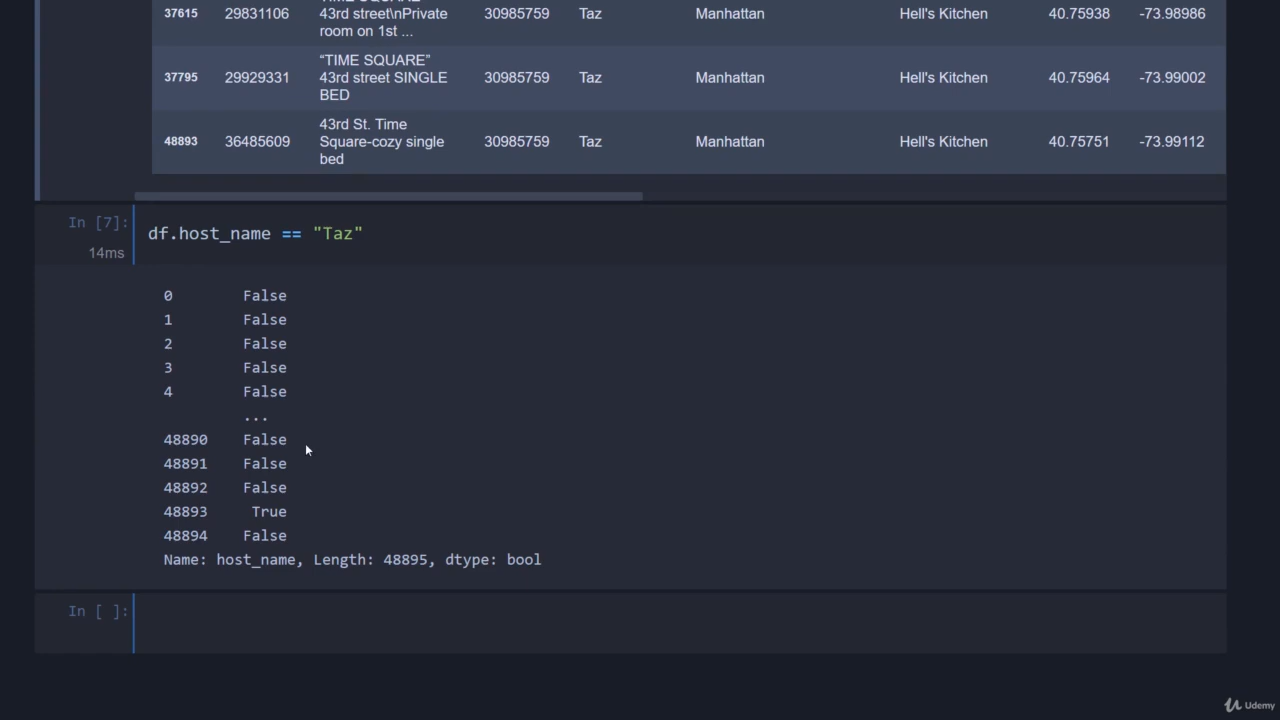 37615 29831106 43rd street\nPrivate 30985759 Taz Manhattan Hell's Kitchen 40.75938 -73.98986
room on 1st ...
“TIME SQUARE”
37795 29929331 43rd street SINGLE 30985759 Taz Manhattan Hell's Kitchen 40.75964 -73.99002
BED
43rd St. Time
48893 36485609 Square-cozy single 30985759 Taz Manhattan Hell's Kitchen 40.75751 -73.99112
bed
In [7]: df.host_name == "Taz"
14ms
0 False
1 False
2 False
3 False
4 False
...
48890 False
48891 False
48892 False
48893 True
48894 False
Name: host_name, Length: 48895, dtype: bool
In [ ]:
Udemy